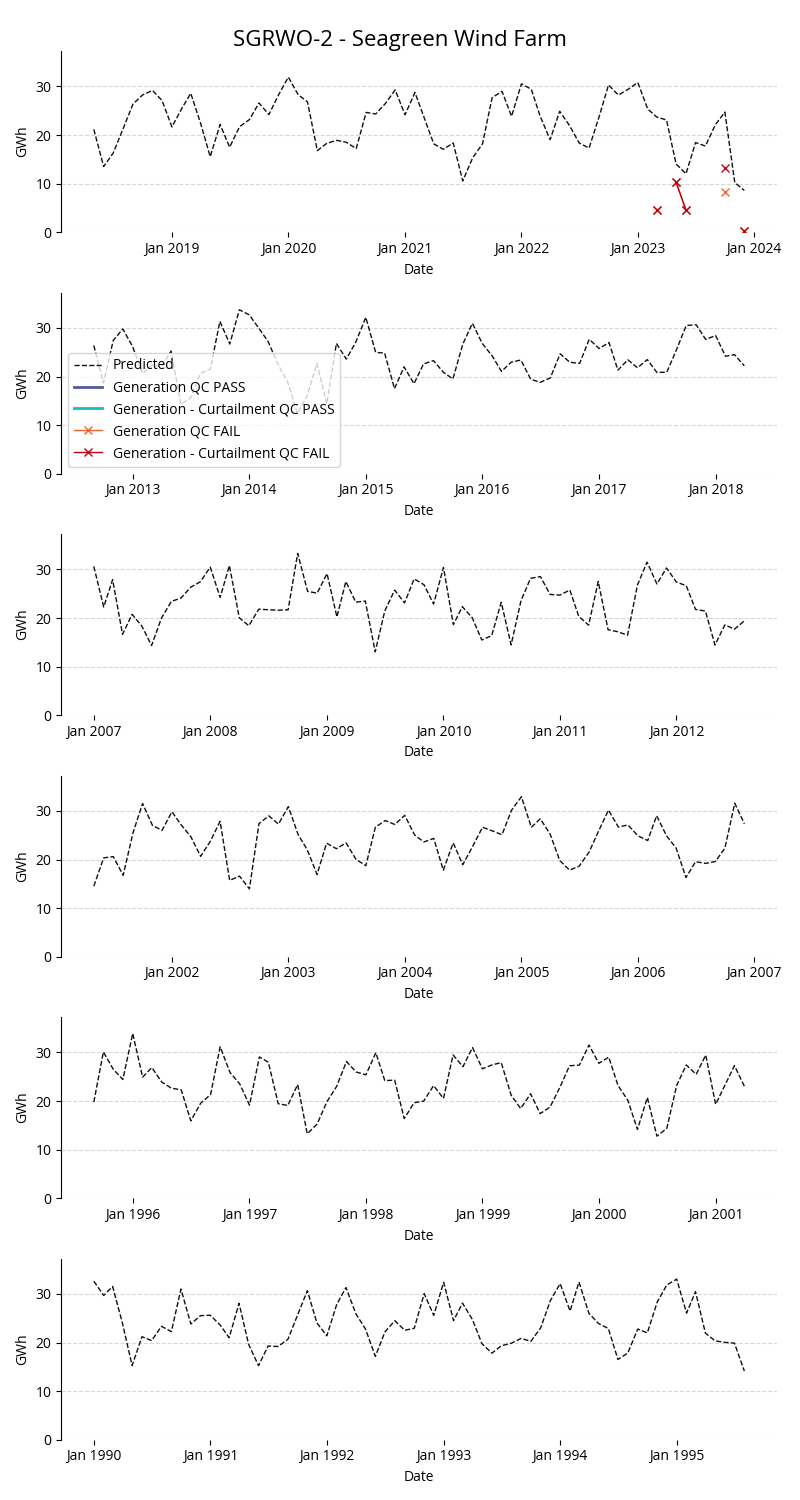 SGRWO-2 - Seagreen Wind Farm
30
20
10
0
GWh
Jan 2019
Jan 2020
Jan 2021
Jan 2022
Jan 2023
Jan 2024
Date
30
20
10
0
GWh
Predicted
Generation QC PASS
Generation - Curtailment QC PASS
Generation QC FAIL
Generation - Curtailment QC FAIL
Jan 2013
Jan 2014
Jan 2015
Jan 2016
Jan 2017
Jan 2018
Date
30
20
10
0
GWh
Jan 2007
Jan 2008
Jan 2009
Jan 2010
Jan 2011
Jan 2012
Date
30
20
10
0
GWh
Jan 2002
Jan 2003
Jan 2004
Jan 2005
Jan 2006
Jan 2007
Date
30
20
10
0
GWh
Jan 1996
Jan 1997
Jan 1998
Jan 1999
Jan 2000
Jan 2001
Date
30
20
10
0
GWh
Jan 1990
Jan 1991
Jan 1992
Jan 1993
Jan 1994
Jan 1995
Date